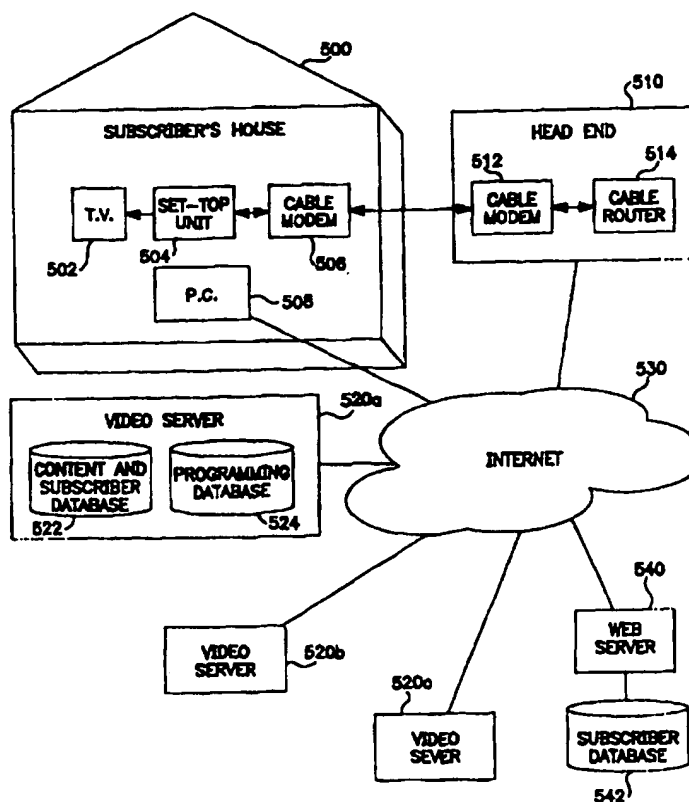 500
510
SUBSCRIBER'S HOUSE
HEAD END
512
514
T.V.
SET-TOP
UNIT
CABLE
MODEM
CABLE
MODEM
CABLE
ROUTER
502
504
506
P.C.
508
530
520a
VIDEO SERVER
CONTENT AND
SUBSCRIBER
DATABASE
PROGRAMMING
DATABASE
INTERNET
522
524
540
WEB
SERVER
VIDEO
SERVER
520b
520c
VIDEO
SEVER
SUBSCRIBER
DATABASE
542